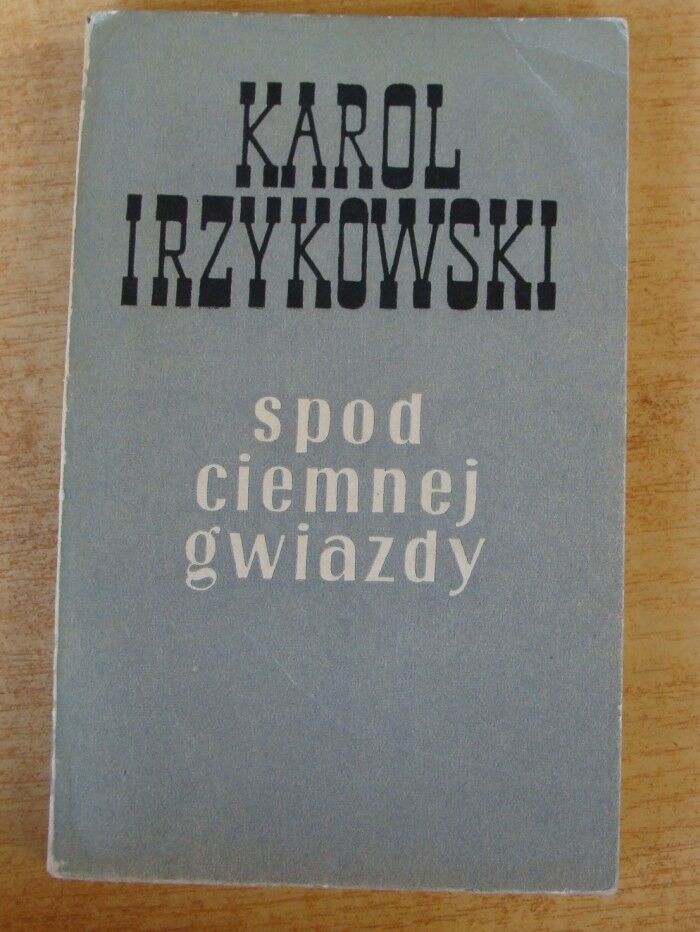 KAROL
IRZYKOWSKI
spod
ciemnej
gwiazdy